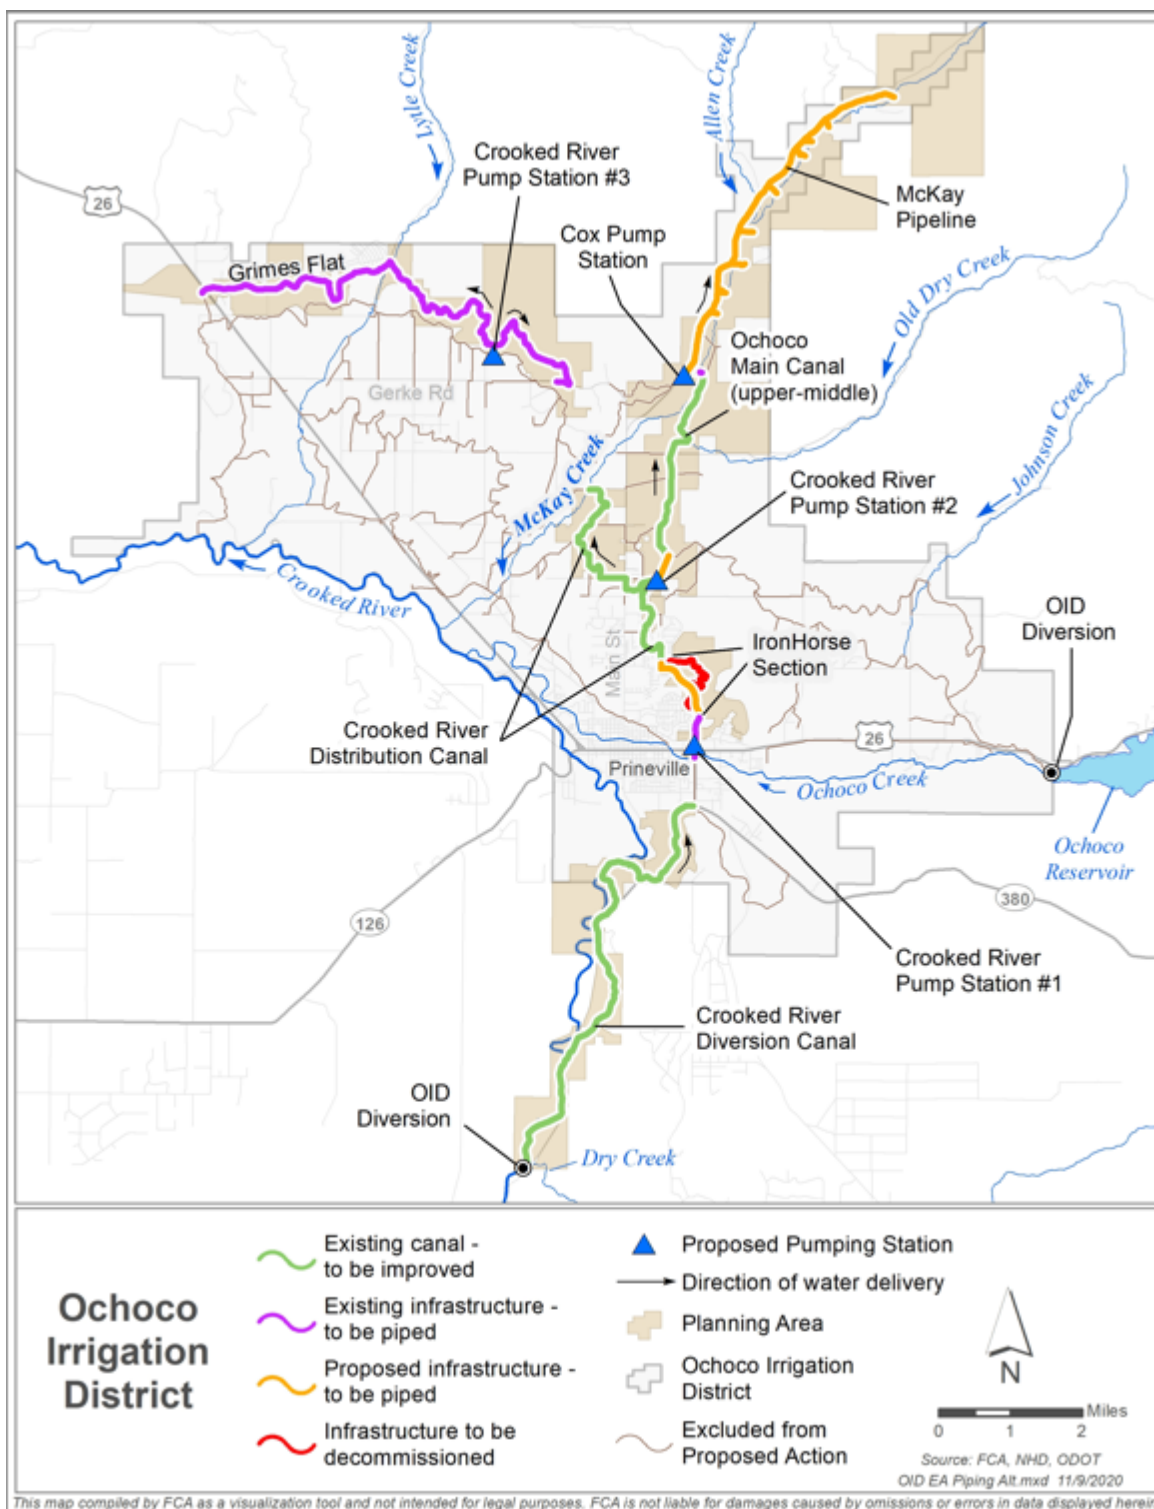 Lytle Creek
Allen Creek
Crooked River
Pump Station #3
26
McKay
Pipeline
Cox Pump
Station
Grimes Flat
Old Dry Creek
Ochoco
Main Canal
(upper-middle)
Gerke Rd
Johnson Creek
McKay Creek
Crooked River
Pump Station #2
Crooked River
OID
Diversion
IronHorse
Section
Main St
Crooked River
Distribution Canal
26
Prineville
Ochoco Creek
Ochoco
Reservoir
380
126
Crooked River
Pump Station #1
Crooked River
Diversion Canal
OID
Diversion
Dry Creek
Ochoco
Irrigation
District
Existing canal -
to be improved
Existing infrastructure -
to be piped
Proposed infrastructure -
to be piped
Infrastructure to be
decommissioned
Proposed Pumping Station
Direction of water delivery
Planning Area
Ochoco Irrigation
District
Excluded from
Proposed Action
N
Miles
0 1 2
Source: FCA, NHD, ODOT
OID EA Piping Alt.mxd 11/9/2020
This map compiled by FCA as a visualization tool and not intended for legal purposes. FCA is not liable for damages caused by omissions or errors in data displayed herein